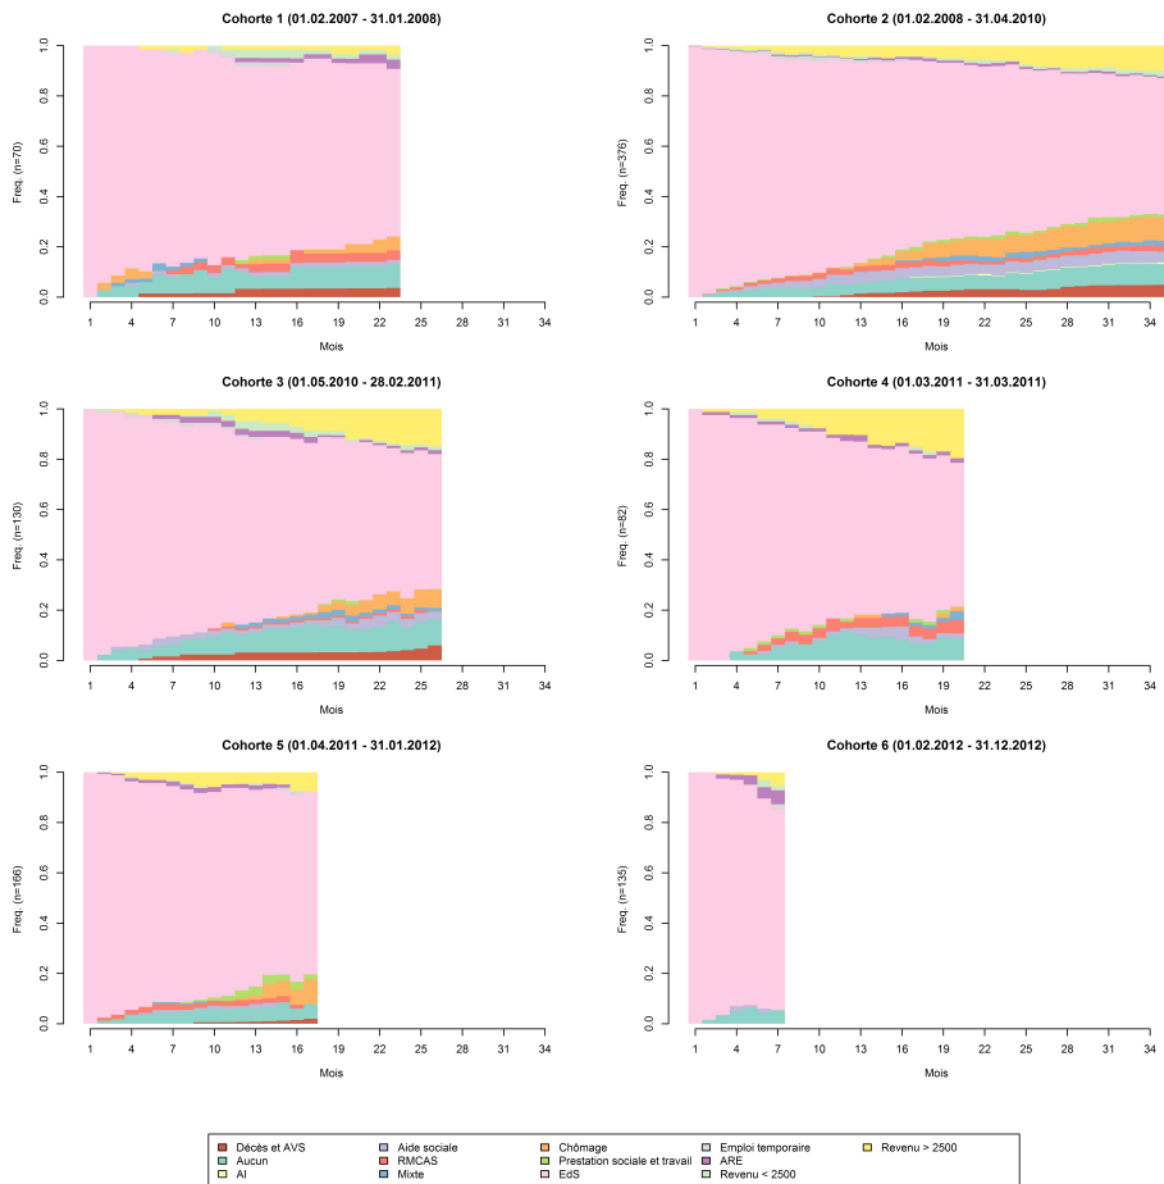 Cohorte 1 (01.02.2007 - 31.01.2008)
Freq. (n=70)
0.0 0.2 0.4 0.6 0.8 1.0
1 4 7 10 13 16 19 22 25 28 31 34
Mois
Cohorte 2 (01.02.2008 - 31.04.2010)
Freq. (n=376)
0.0 0.2 0.4 0.6 0.8 1.0
1 4 7 10 13 16 19 22 25 28 31 34
Mois
Cohorte 3 (01.05.2010 - 28.02.2011)
Freq. (n=130)
0.0 0.2 0.4 0.6 0.8 1.0
1 4 7 10 13 16 19 22 25 28 31 34
Mois
Cohorte 4 (01.03.2011 - 31.03.2011)
Freq. (n=82)
0.0 0.2 0.4 0.6 0.8 1.0
1 4 7 10 13 16 19 22 25 28 31 34
Mois
Cohorte 5 (01.04.2011 - 31.01.2012)
Freq. (n=166)
0.0 0.2 0.4 0.6 0.8 1.0
1 4 7 10 13 16 19 22 25 28 31 34
Mois
Cohorte 6 (01.02.2012 - 31.12.2012)
Freq. (n=135)
0.0 0.2 0.4 0.6 0.8 1.0
1 4 7 10 13 16 19 22 25 28 31 34
Mois
Décès et AVS Aide sociale Chômage Emploi temporaire Revenu > 2500
Aucun RMCAS Prestation sociale et travail ARE
AI Mixte EdS Revenu < 2500